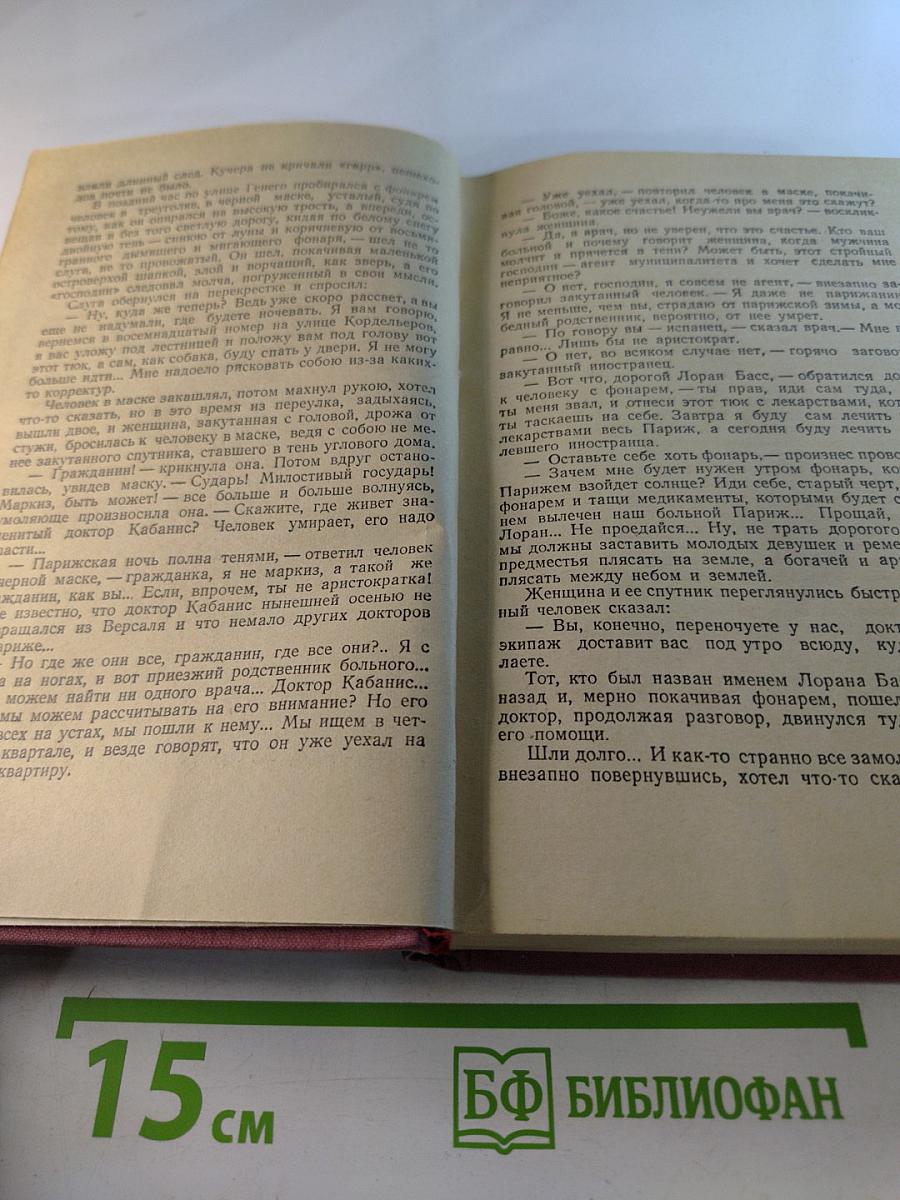 вляли длинный след. Кучера не кричали «гарр», пешехо-
дов почти не было.
В поздний час по улице Генего пробирался с фонарем
человек в треуголке, в черной маске, усталый, судя по
тому, как он опирался на высокую трость, а впереди, ос-
вещая и без того светлую дорогу, кидая по белому снегу
двойную тень — синюю от луны и коричневую от восьми-
гранного дымящего и мигающего фонаря, — шел не то
слуга, не то провожатый. Он шел, покачивая маленькой
островерхой шапкой, злой и ворчащий, как зверь, а его
«господин» следовал молча, погруженный в свои мысли.
Слуга обернулся на перекрестке и спросил:
— Ну, куда же теперь? Ведь уже скоро рассвет, а вы
еще не надумали, где будете ночевать. Я вам говорю,
вернемся в восемнадцатый номер на улице Кордельеров,
я вас уложу под лестницей и положу вам под голову вот
этот тюк, а сам, как собака, буду спать у двери. Я не могу
больше идти... Мне надоело рисковать собою из-за каких-
то корректур.
Человек в маске закашлял, потом махнул рукою, хотел
что-то сказать, но в это время из переулка, задыхаясь,
вышли двое, и женщина, закутанная с головой, дрожа от
стужи, бросилась к человеку в маске, ведя с собою не ме-
нее закутанного спутника, ставшего в тень углового дома.
— Гражданин! — крикнула она. Потом вдруг остано-
вилась, увидев маску. — Сударь! Милостивый государь!
Маркиз, быть может! — все больше и больше волнуясь,
умоляюще произносила она. — Скажите, где живет зна-
менитый доктор Кабанис? Человек умирает, его надо
пасти...
— Парижская ночь полна тенями, — ответил человек
черной маске, — гражданка, я не маркиз, а такой же
ажданин, как вы... Если, впрочем, ты не аристократка!
е известно, что доктор Кабанис нынешней осенью не
вращался из Версаля и что немало других докторов
ариже...
- Но где же они все, гражданин, где все они?.. Я с
а на ногах, и вот приезжий родственник больного...
можем найти ни одного врача... Доктор Кабанис...
мы можем рассчитывать на его внимание? Но его
всех на устах, мы пошли к нему... Мы ищем в чет-
квартале, и везде говорят, что он уже уехал на
квартиру.
— Уже уехал, — повторил человек в маске, покачи-
вая головой, — уже уехал, когда-то про меня это скажут?
— Боже, какое счастье! Неужели вы врач? — восклик-
нула женщина.
— Да, я врач, но не уверен, что это счастье. Кто ваш
больной и почему говорит женщина, когда мужчина
молчит и прячется в тени? Может быть, этот стройный
господин — агент муниципалитета и хочет сделать мне
неприятное?
— О нет, господин, я совсем не агент, — внезапно за-
говорил закутанный человек. — Я даже не парижанин
Я не меньше, чем вы, страдаю от парижской зимы, а мо
бедный родственник, вероятно, от нее умрет.
— По говору вы — испанец, — сказал врач.— Мне в
равно... Лишь бы не аристократ.
— О нет, во всяком случае нет, — горячо загово
закутанный иностранец.
— Вот что, дорогой Лоран Басс, — обратился до
к человеку с фонарем, — ты прав, иди сам туда,
ты меня звал, и отнеси этот тюк с лекарствами, кот
ты таскаешь на себе. Завтра я буду сам лечить
лекарствами весь Париж, а сегодня буду лечить
левшего иностранца.
— Оставьте себе хоть фонарь,— произнес прово
— Зачем мне будет нужен утром фонарь, ко
Парижем взойдет солнце? Иди себе, старый черт,
фонарем и тащи медикаменты, которыми будет с
нем вылечен наш больной Париж... Прощай,
Лоран... Не проедайся... Ну, не трать дорогого
мы должны заставить молодых девушек и реме
предместья плясать на земле, а богачей и ар
плясать между небом и землей.
Женщина и ее спутник переглянулись быстр
ный человек сказал:
— Вы, конечно, переночуете у нас, докт
экипаж доставит вас под утро всюду, куд
лаете.
Тот, кто был назван именем Лорана Ба
назад и, мерно покачивая фонарем, пошел
доктор, продолжая разговор, двинулся ту
его помощи.
Шли долго... И как-то странно все замол
внезапно повернувшись, хотел что-то ска
15 см
БФ БИБЛИОФАН